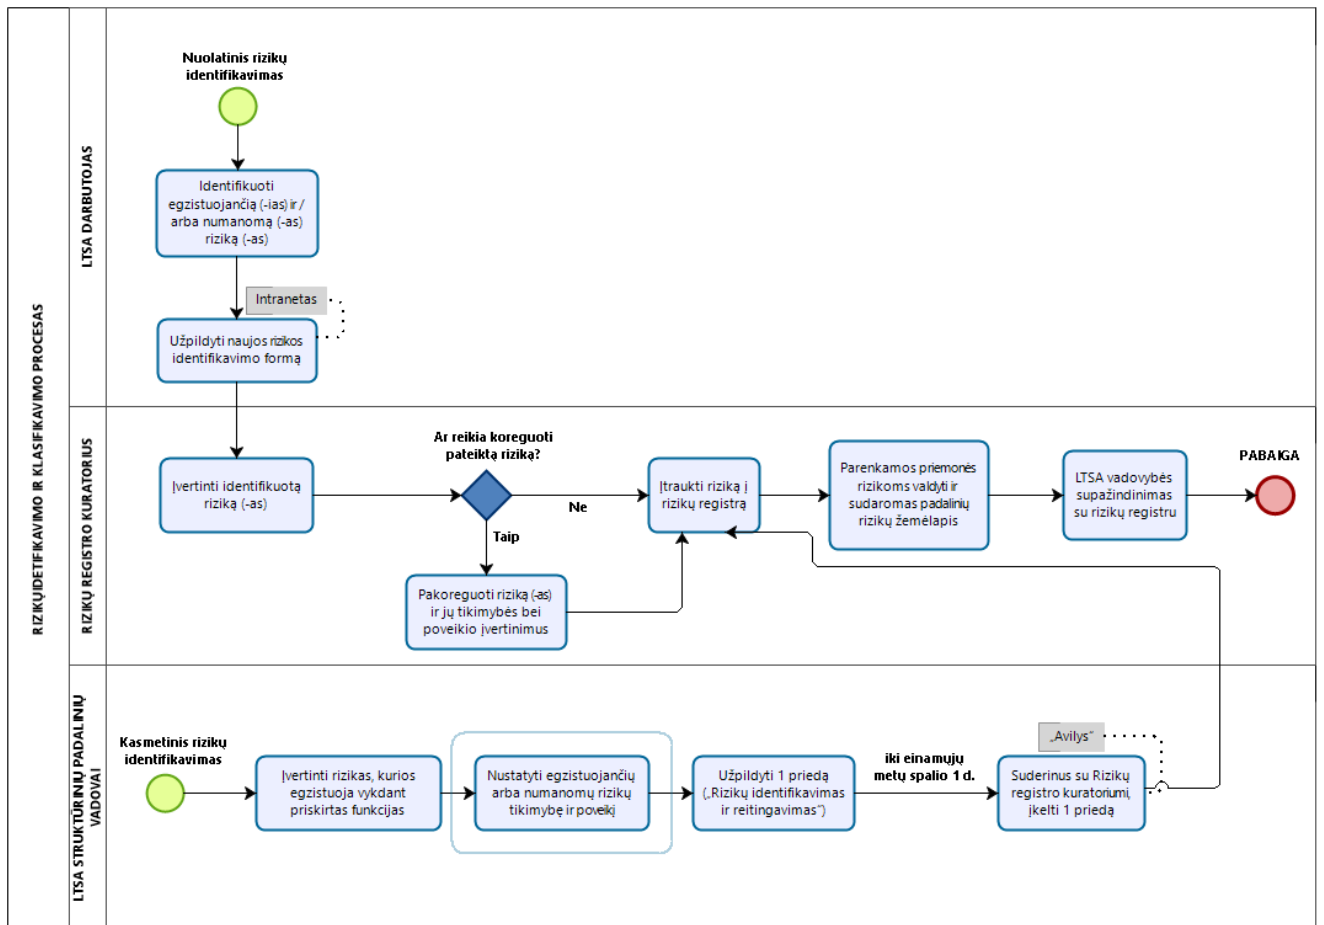 RIZIKŲ IDETIFIKAVIMO IR KLASIFIKAVIMO PROCESAS
LTSA DARBUTOJAS
Nuolatinis rizikų
identifikavimas
Identifikuoti
egzistuojančią (-ias) ir /
arba numanomą (-as)
riziką (-as)
Intranetas
Užpildyti naujos rizikos
identifikavimo formą
RIZIKŲ REGISTRO KURATORIUS
Įvertinti identifikuotą
riziką (-as)
Ar reikia koreguoti
pateiktą riziką?
Ne
Taip
Pakoreguoti riziką (-as)
ir jų tikimybės bei
poveikio įvertinimus
Įtraukti riziką į
rizikų registrą
Parenkamos priemonės
rizikoms valdyti ir
sudaromas padalinių
rizikų žemėlapis
LTSA vadovybės
supažindinimas
su rizikų registru
PABAIGA
LTSA STRUKTŪRINIŲ PADALINIŲ
VADOVAI
Kasmetinis rizikų
identifikavimas
Įvertinti rizikas, kurios
egzistuoja vykdant
priskirtas funkcijas
Nustatyti egzistuojančių
arba numanomų rizikų
tikimybę ir poveikį
Užpildyti 1 priedą
(„Rizikų identifikavimas
ir reitingavimas“)
iki einamųjų
metų spalio 1 d.
„Avilys“
Suderinus su Rizikų
registro kuratoriumi,
įkelti 1 priedą